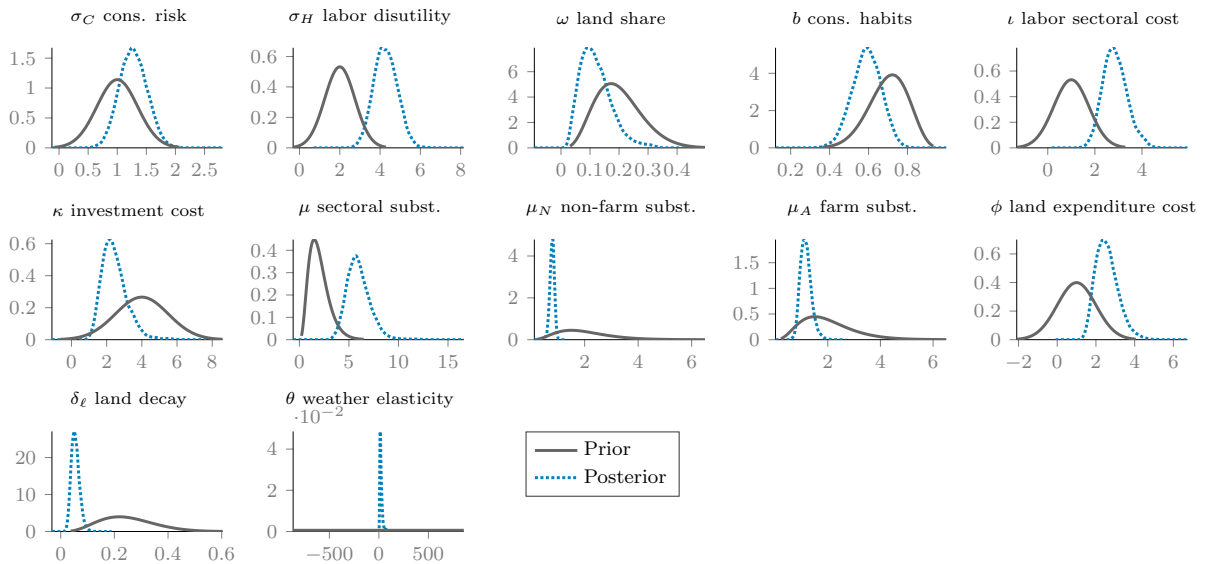 σ_C cons. risk
σ_H labor disutility
ω land share
b cons. habits
ι labor sectoral cost
1.5
1
0.5
0
0 0.5 1 1.5 2 2.5
0.6
0.4
0.2
0
0 2 4 6 8
6
4
2
0
0 0.1 0.2 0.3 0.4
4
2
0
0.2 0.4 0.6 0.8
0.6
0.4
0.2
0
0 2 4
κ investment cost
μ sectoral subst.
μ_N non-farm subst.
μ_A farm subst.
ϕ land expenditure cost
0.6
0.4
0.2
0
0 2 4 6 8
0.4
0.3
0.2
0.1
0
0 5 10 15
4
2
0
0 2 4 6
1.5
1
0.5
0
2 4 6
0.6
0.4
0.2
0
−2 0 2 4 6
δ_ℓ land decay
θ weather elasticity
20
10
0
0 0.2 0.4 0.6
·10^−2
4
2
0
−500 0 500
Prior
Posterior